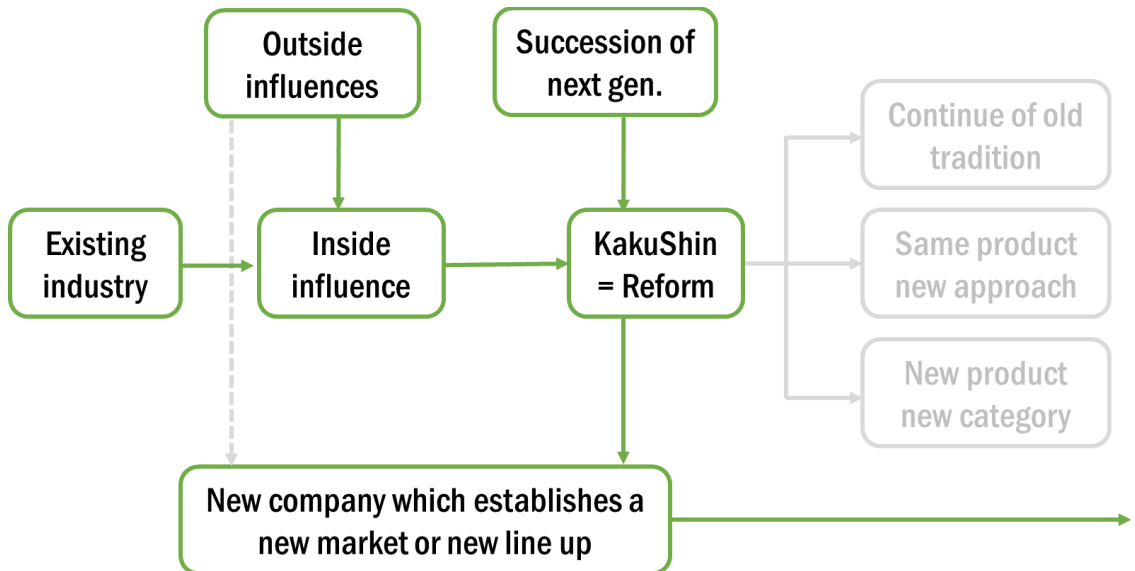 Outside
influences
Succession of
next gen.
Continue of old
tradition
Existing
industry
Inside
influence
KakuShin
= Reform
Same product
new approach
New product
new category
New company which establishes a
new market or new line up